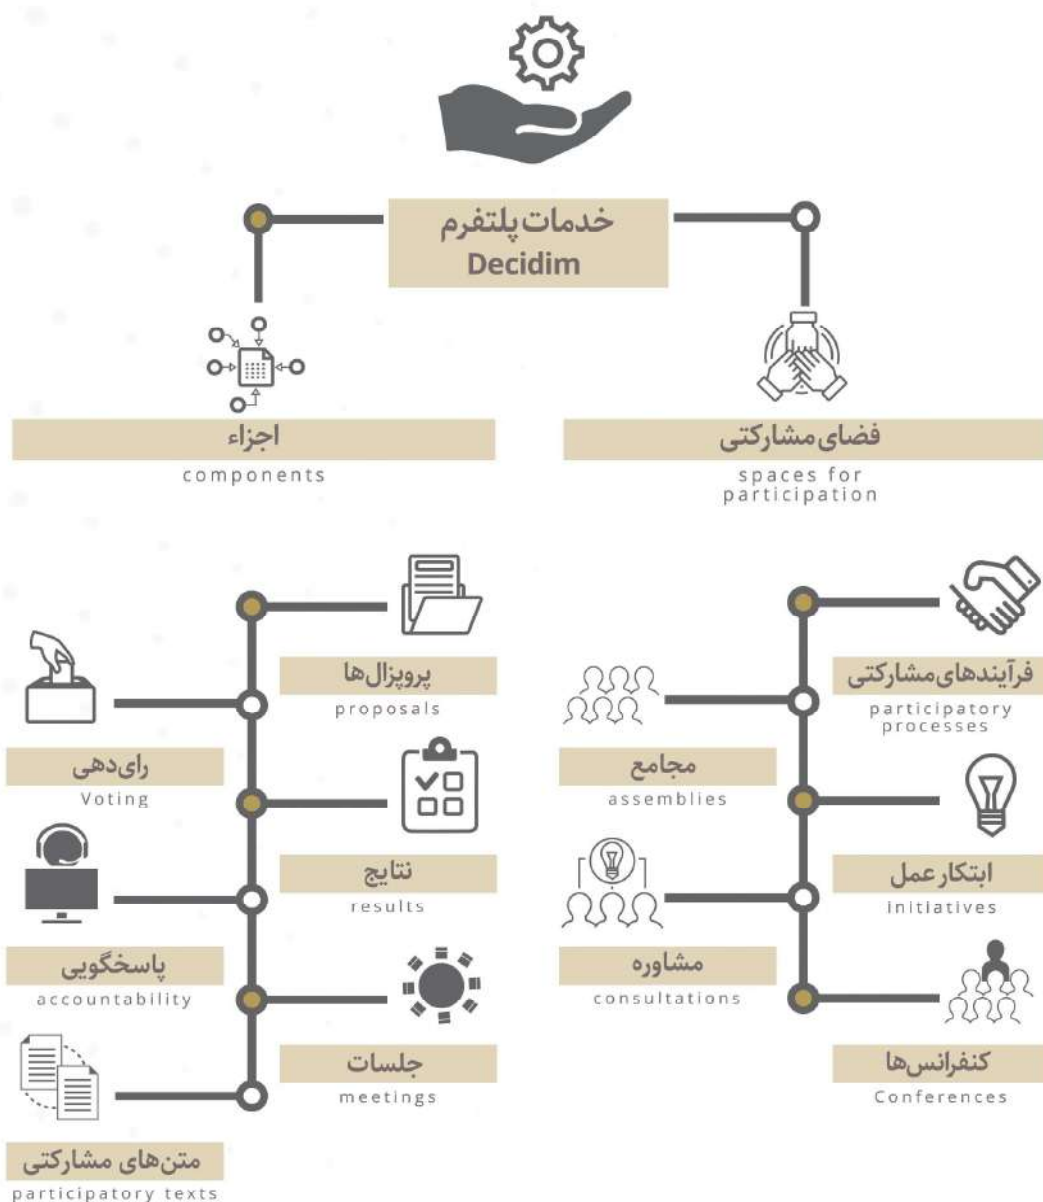 خدمات پلتفرم
Decidim
فضای مشارکتی
spaces for
participation
اجزاء
components
فرآیندهای مشارکتی
participatory
processes
مجامع
assemblies
ابتکار عمل
initiatives
مشاوره
consultations
کنفرانس‌ها
Conferences
پروپزال‌ها
proposals
رای‌دهی
Voting
نتایج
results
پاسخگویی
accountability
جلسات
meetings
متن‌های مشارکتی
participatory texts